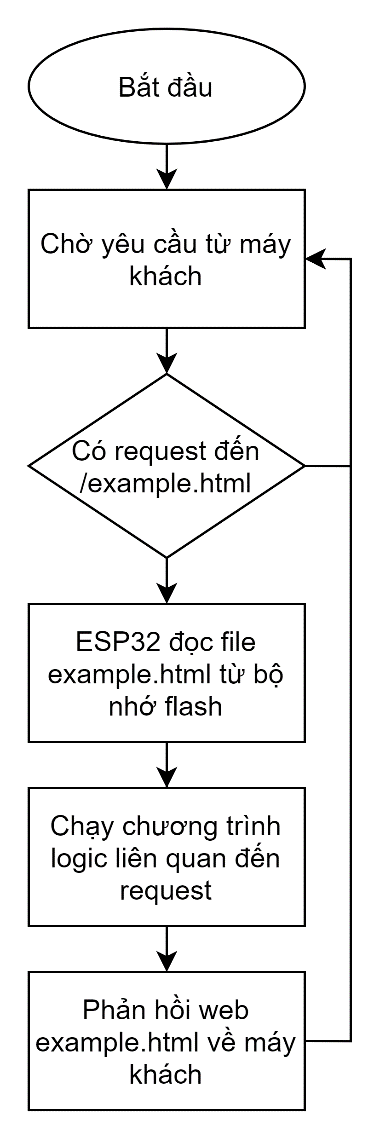 Bắt đầu
Chờ yêu cầu từ máy
khách
Có request đến
/example.html
ESP32 đọc file
example.html từ bộ
nhớ flash
Chạy chương trình
logic liên quan đến
request
Phản hồi web
example.html về máy
khách